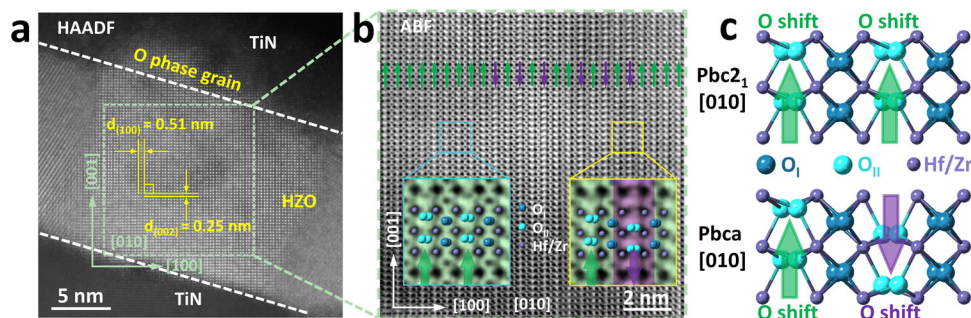 a
HAADF
TiN
O phase grain
d(100) = 0.51 nm
[001]
HZO
d(002) = 0.25 nm
[010]
[100]
5 nm
TiN
b
ABF
OI
OII
Hf/Zr
[001]
[100]
[010]
2 nm
c
O shift
O shift
Pbc21
[010]
OI
OII
Hf/Zr
Pbca
[010]
O shift
O shift